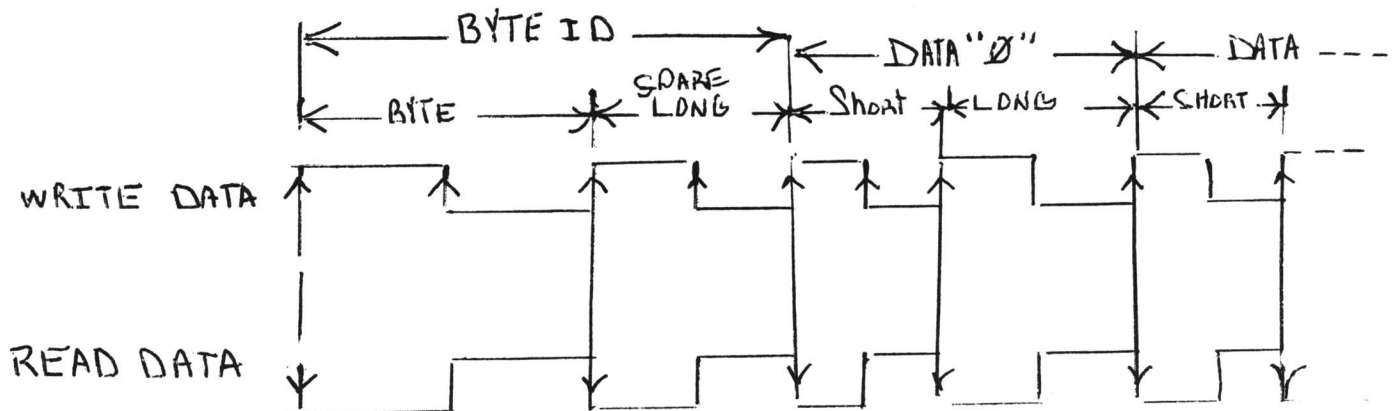 BYTE ID
DATA "Ø"
DATA
BYTE
SPARE
LONG
Short
LONG
SHORT
WRITE DATA
READ DATA